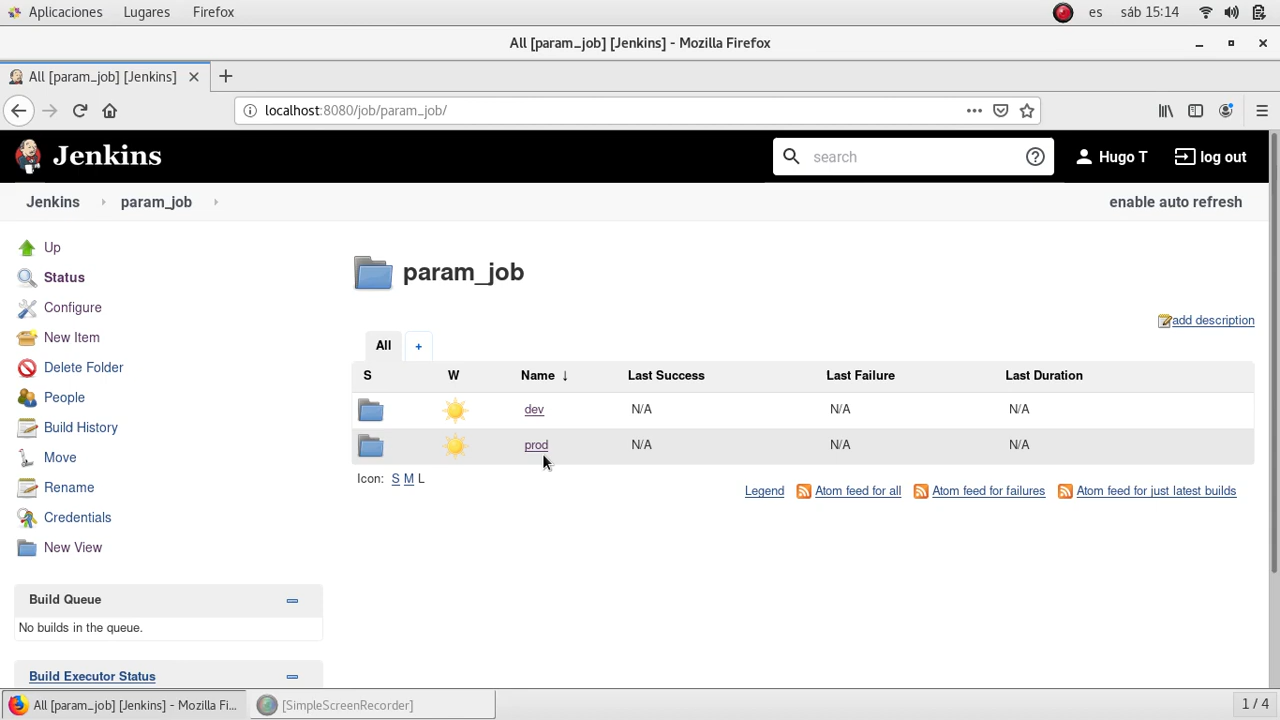 Aplicaciones Lugares Firefox es sáb 15:14
All [param_job] [Jenkins] - Mozilla Firefox
All [param_job] [Jenkins]
localhost:8080/job/param_job/
Jenkins search Hugo T log out
Jenkins param_job enable auto refresh
Up
Status
Configure
New Item
Delete Folder
People
Build History
Move
Rename
Credentials
New View
Build Queue
No builds in the queue.
Build Executor Status
param_job
add description
All +
S W Name ↓ Last Success Last Failure Last Duration
dev N/A N/A N/A
prod N/A N/A N/A
Icon: S M L
Legend Atom feed for all Atom feed for failures Atom feed for just latest builds
All [param_job] [Jenkins] - Mozilla Fi... [SimpleScreenRecorder] 1 / 4